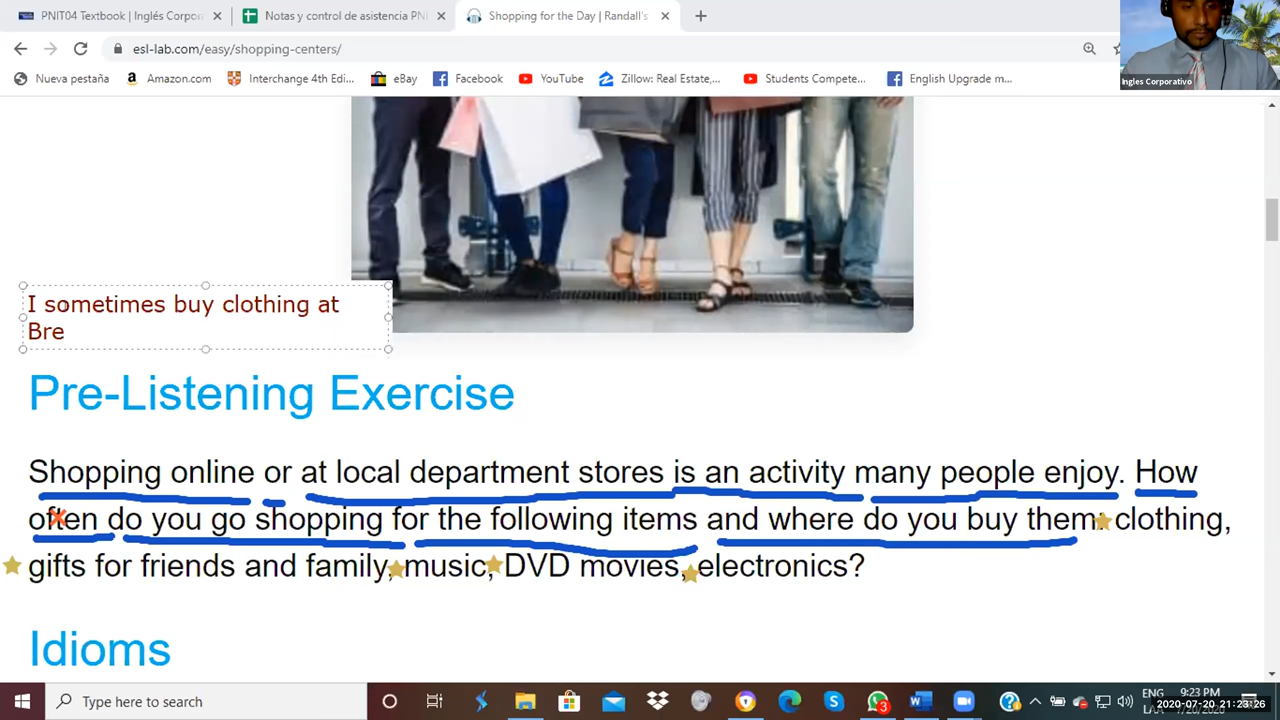 PNIT04 Textbook | Inglés Corpor
Notas y control de asistencia PNI
Shopping for the Day | Randall's
esl-lab.com/easy/shopping-centers/
Nueva pestaña
Amazon.com
Interchange 4th Edi...
eBay
Facebook
YouTube
Zillow: Real Estate,...
Students Compete...
English Upgrade m...
Ingles Corporativo
I sometimes buy clothing at
Bre
Pre-Listening Exercise
Shopping online or at local department stores is an activity many people enjoy. How
often do you go shopping for the following items and where do you buy them: clothing,
gifts for friends and family, music, DVD movies, electronics?
Idioms
Type here to search
3
ENG
9:23 PM
2020-07-20 21:23:26